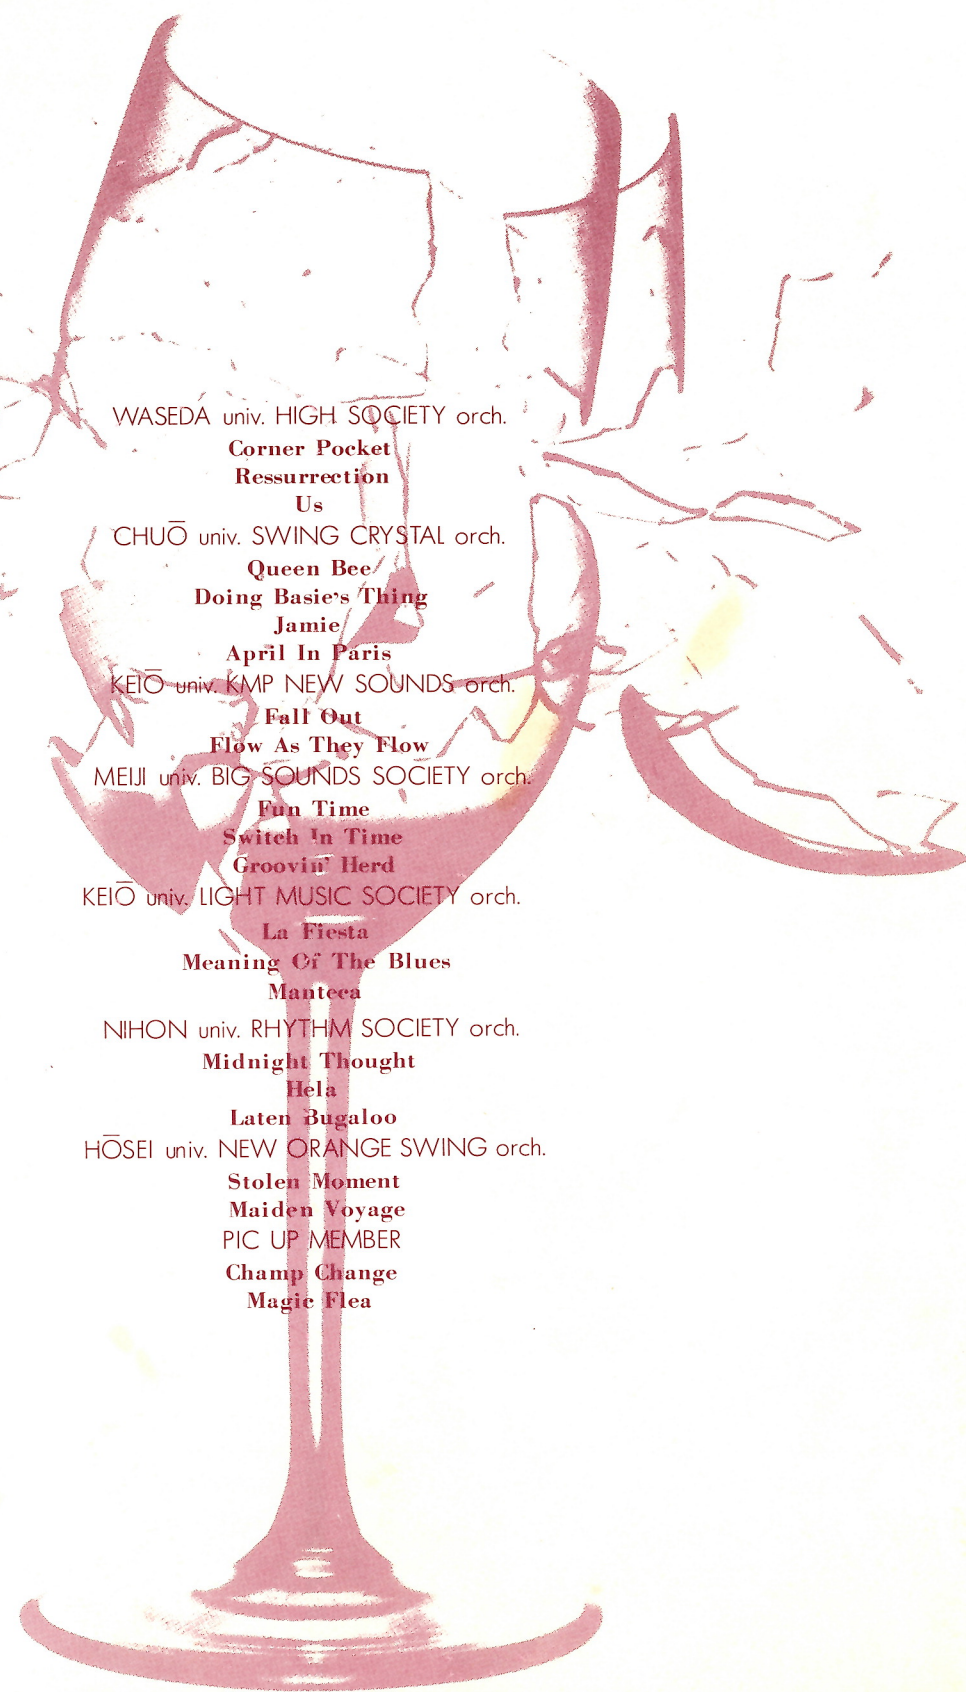 WASEDA univ. HIGH SOCIETY orch.
Corner Pocket
Ressurrection
Us
CHUŌ univ. SWING CRYSTAL orch.
Queen Bee
Doing Basie's Thing
Jamie
April In Paris
KEIŌ univ. KMP NEW SOUNDS orch.
Fall Out
Flow As They Flow
MEIJI univ. BIG SOUNDS SOCIETY orch.
Fun Time
Switch In Time
Groovin' Herd
KEIŌ univ. LIGHT MUSIC SOCIETY orch.
La Fiesta
Meaning Of The Blues
Manteca
NIHON univ. RHYTHM SOCIETY orch.
Midnight Thought
Hela
Laten Bugaloo
HŌSEI univ. NEW ORANGE SWING orch.
Stolen Moment
Maiden Voyage
PIC UP MEMBER
Champ Change
Magic Flea